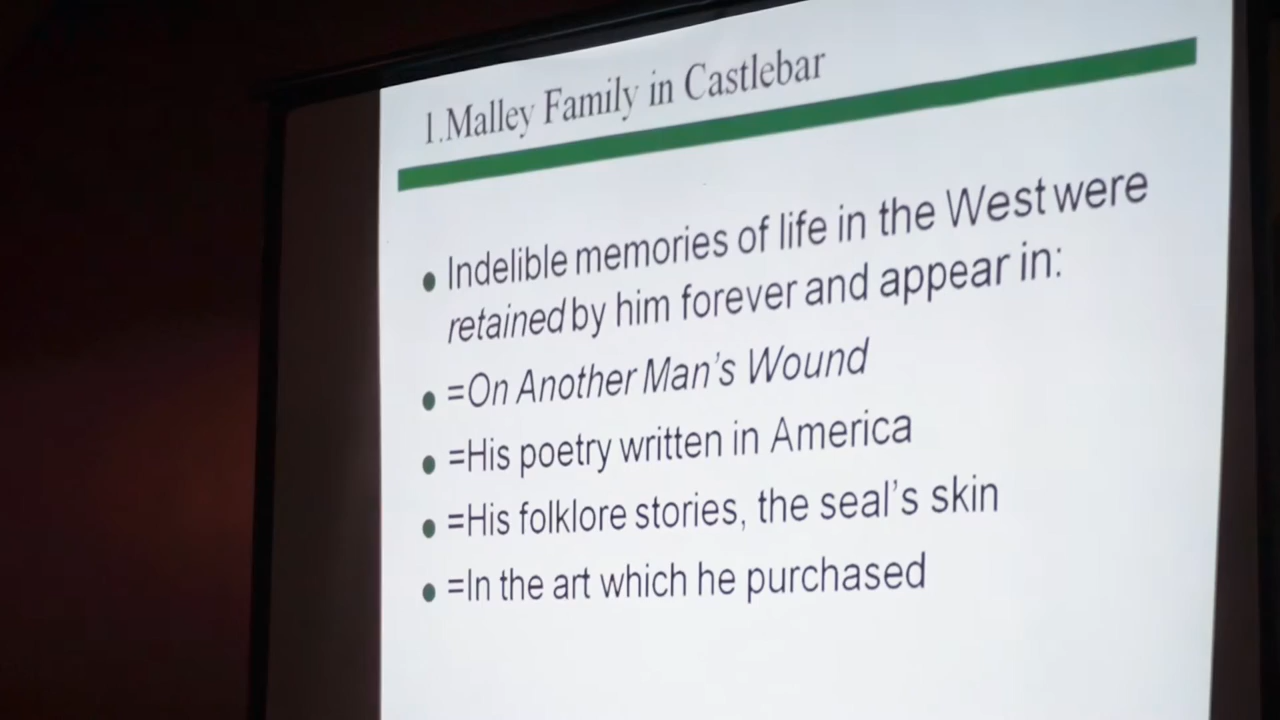 1.Malley Family in Castlebar
• Indelible memories of life in the West were
retained by him forever and appear in:
• =On Another Man's Wound
• =His poetry written in America
• =His folklore stories, the seal's skin
• =In the art which he purchased